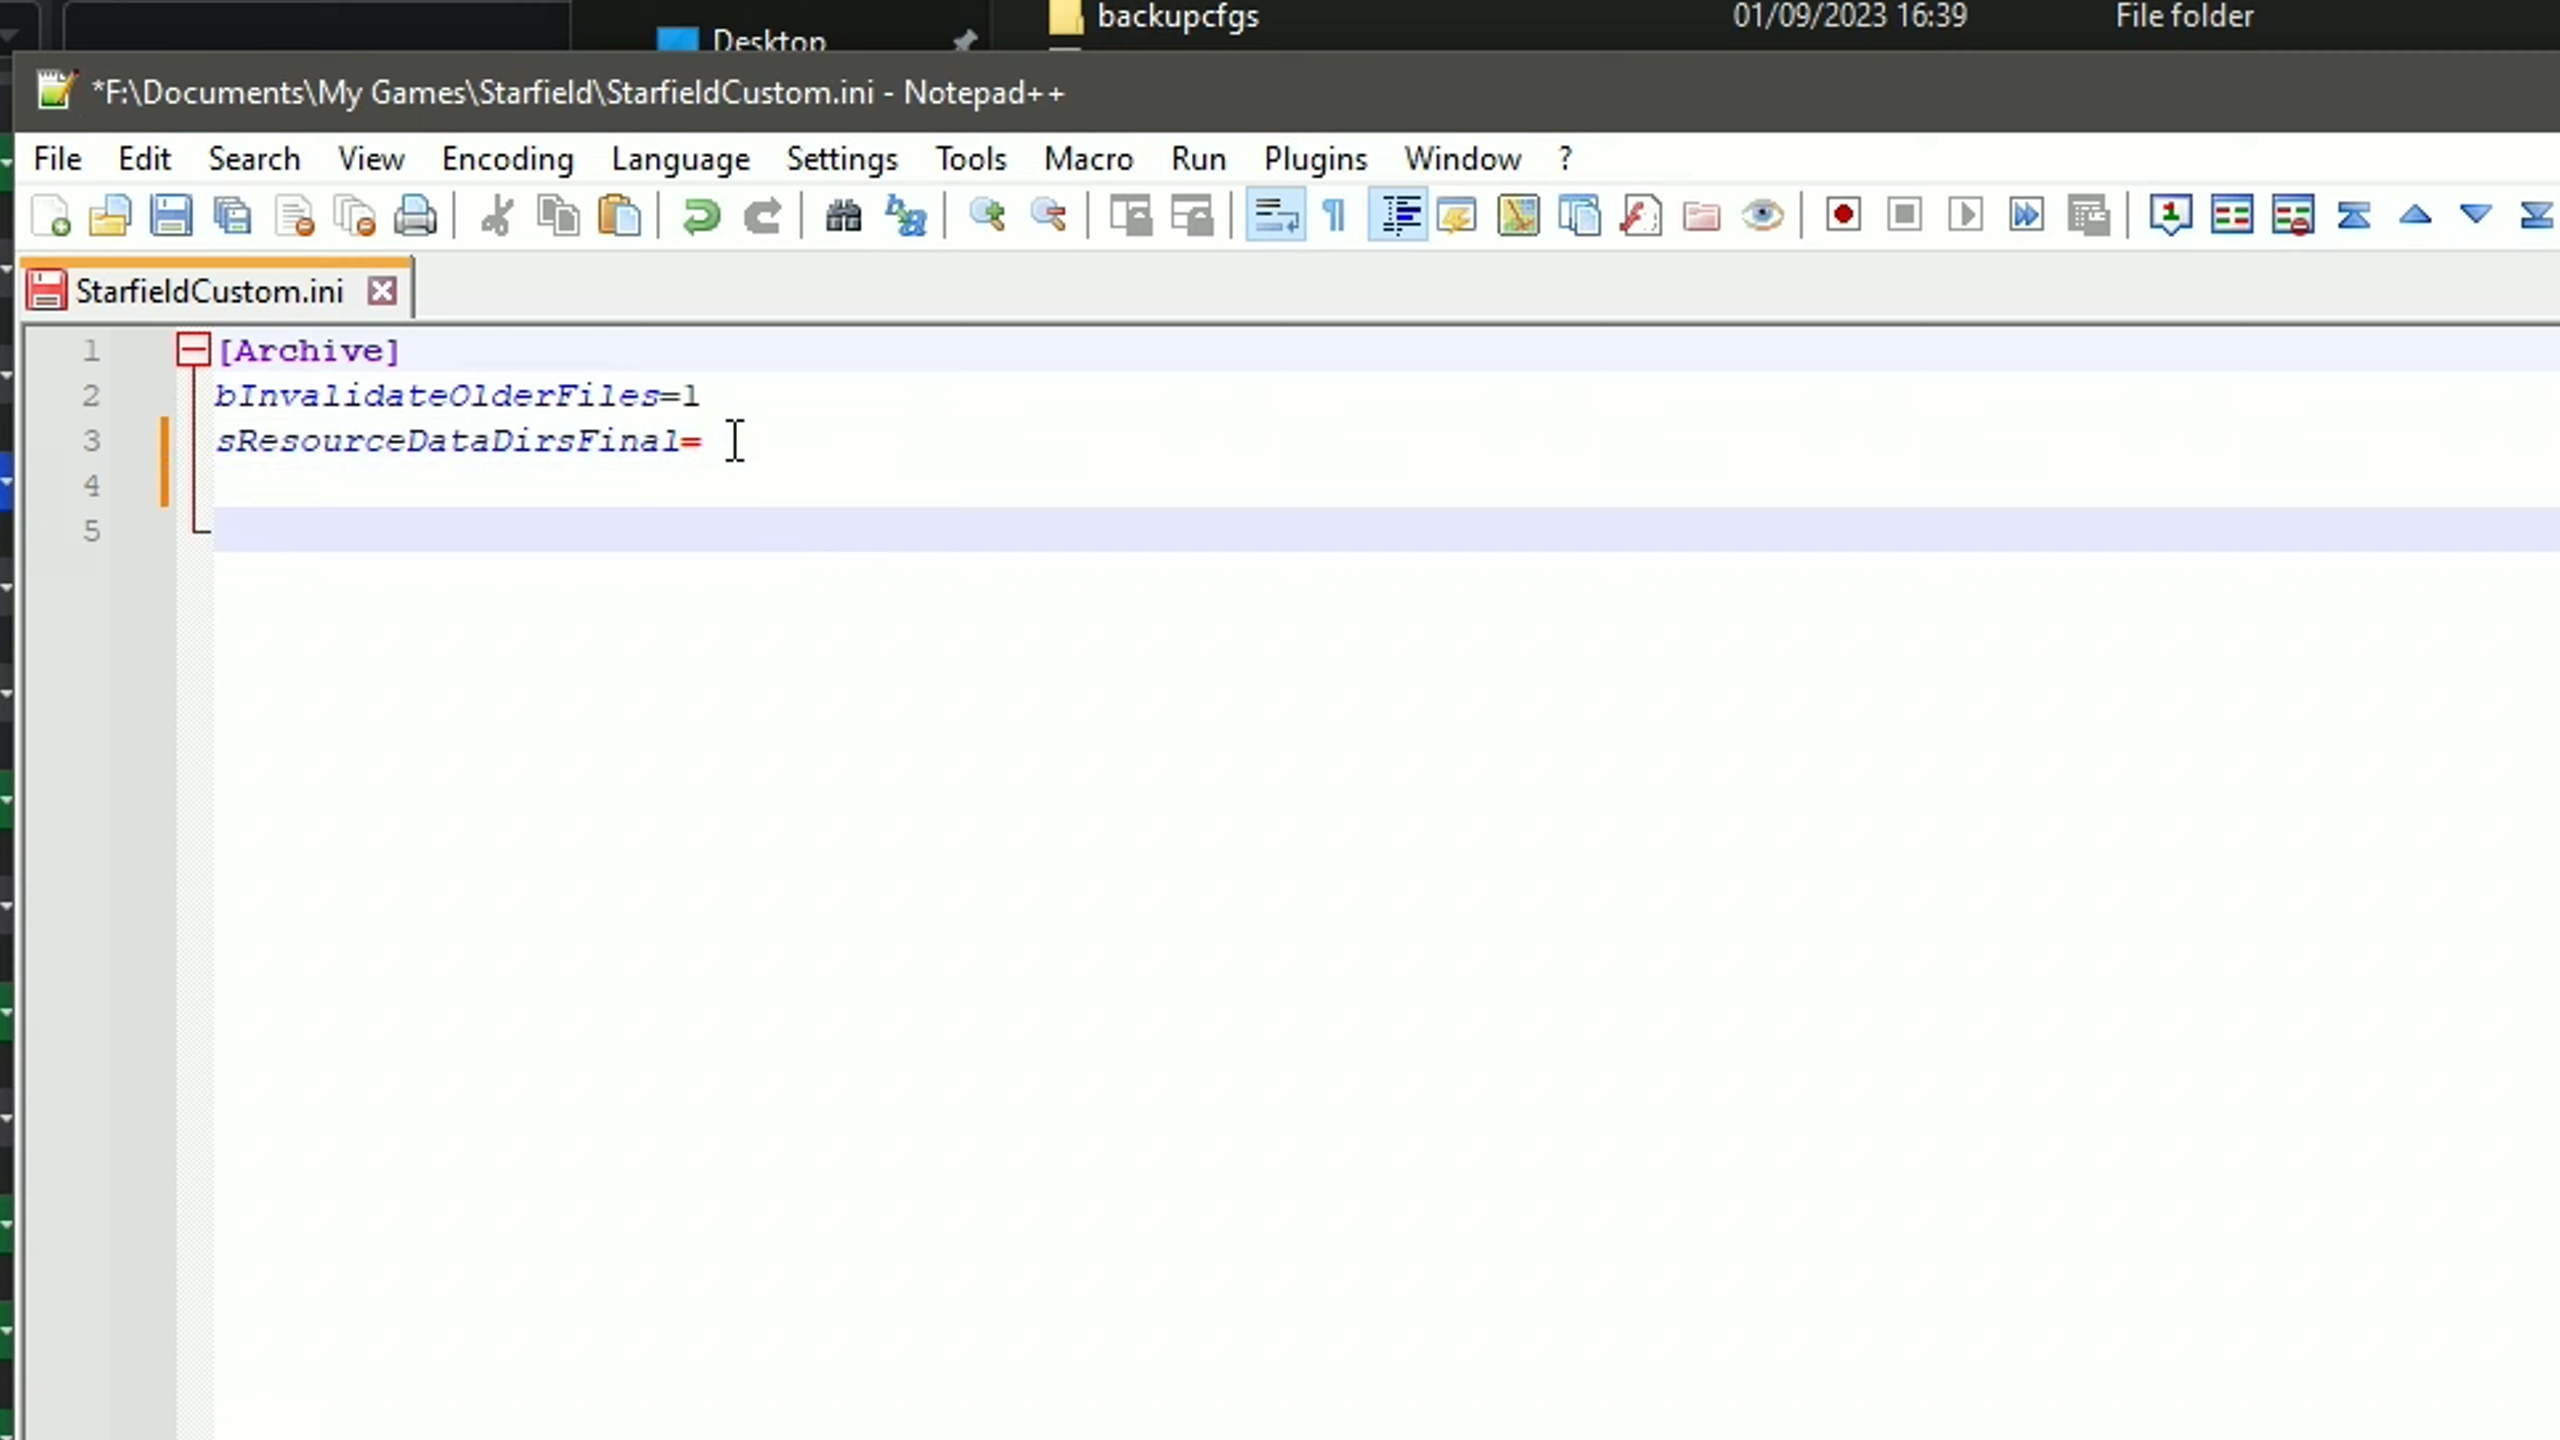 backupcfgs 01/09/2023 16:39 File folder
Desktop
*F:\Documents\My Games\Starfield\StarfieldCustom.ini - Notepad++
File Edit Search View Encoding Language Settings Tools Macro Run Plugins Window ?
StarfieldCustom.ini
1 [Archive]
2 bInvalidateOlderFiles=1
3 sResourceDataDirsFinal=
4
5